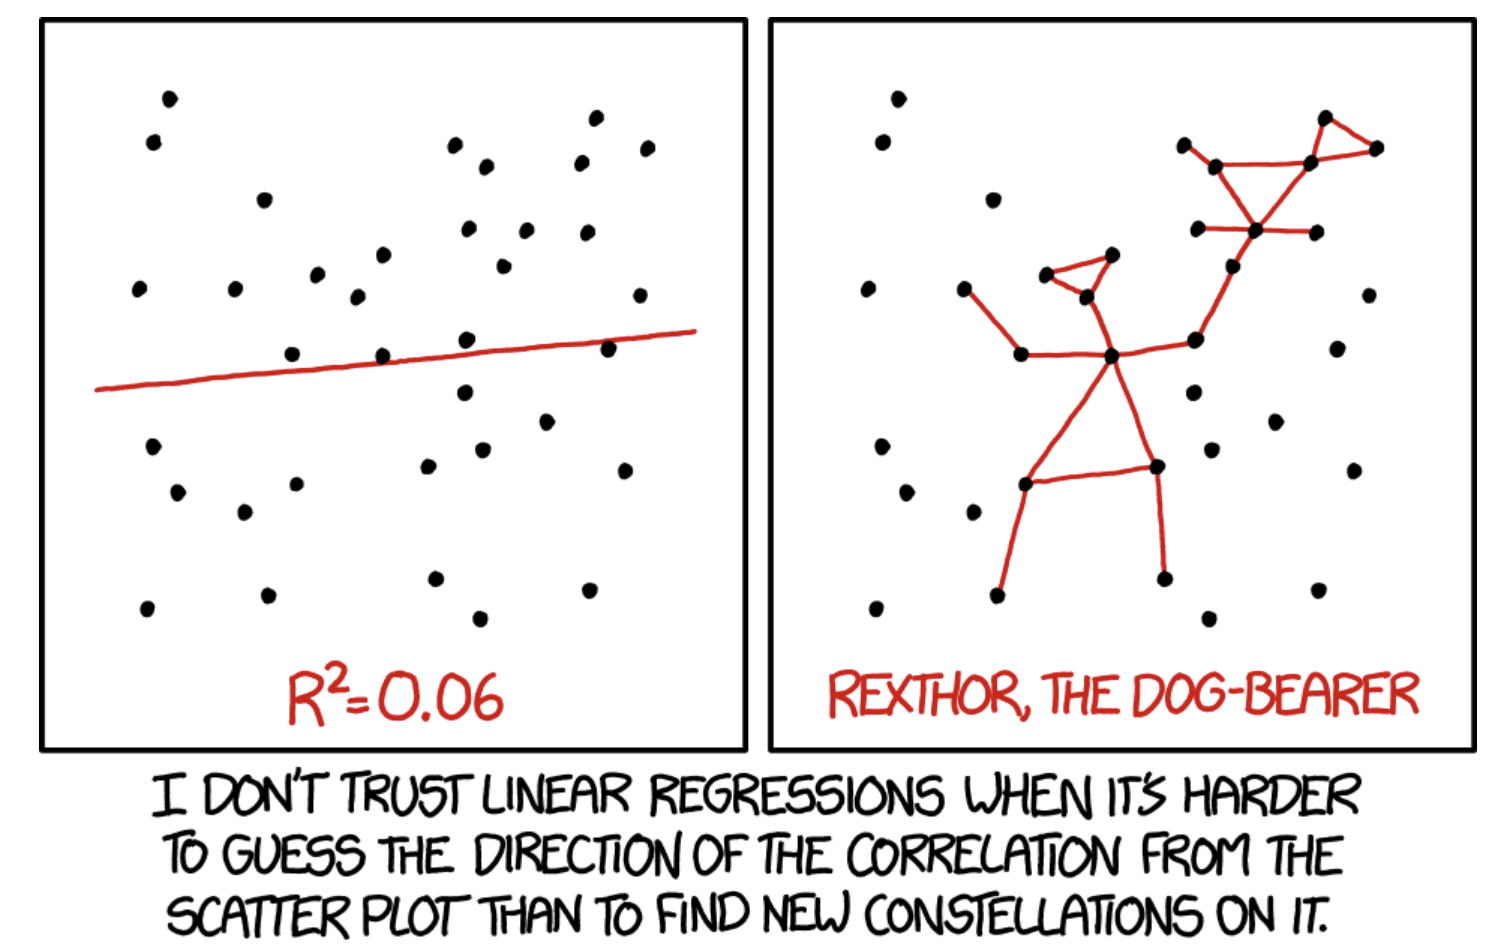 R²=0.06
REXTHOR, THE DOG-BEARER
I DON'T TRUST LINEAR REGRESSIONS WHEN IT'S HARDER
TO GUESS THE DIRECTION OF THE CORRELATION FROM THE
SCATTER PLOT THAN TO FIND NEW CONSTELLATIONS ON IT.